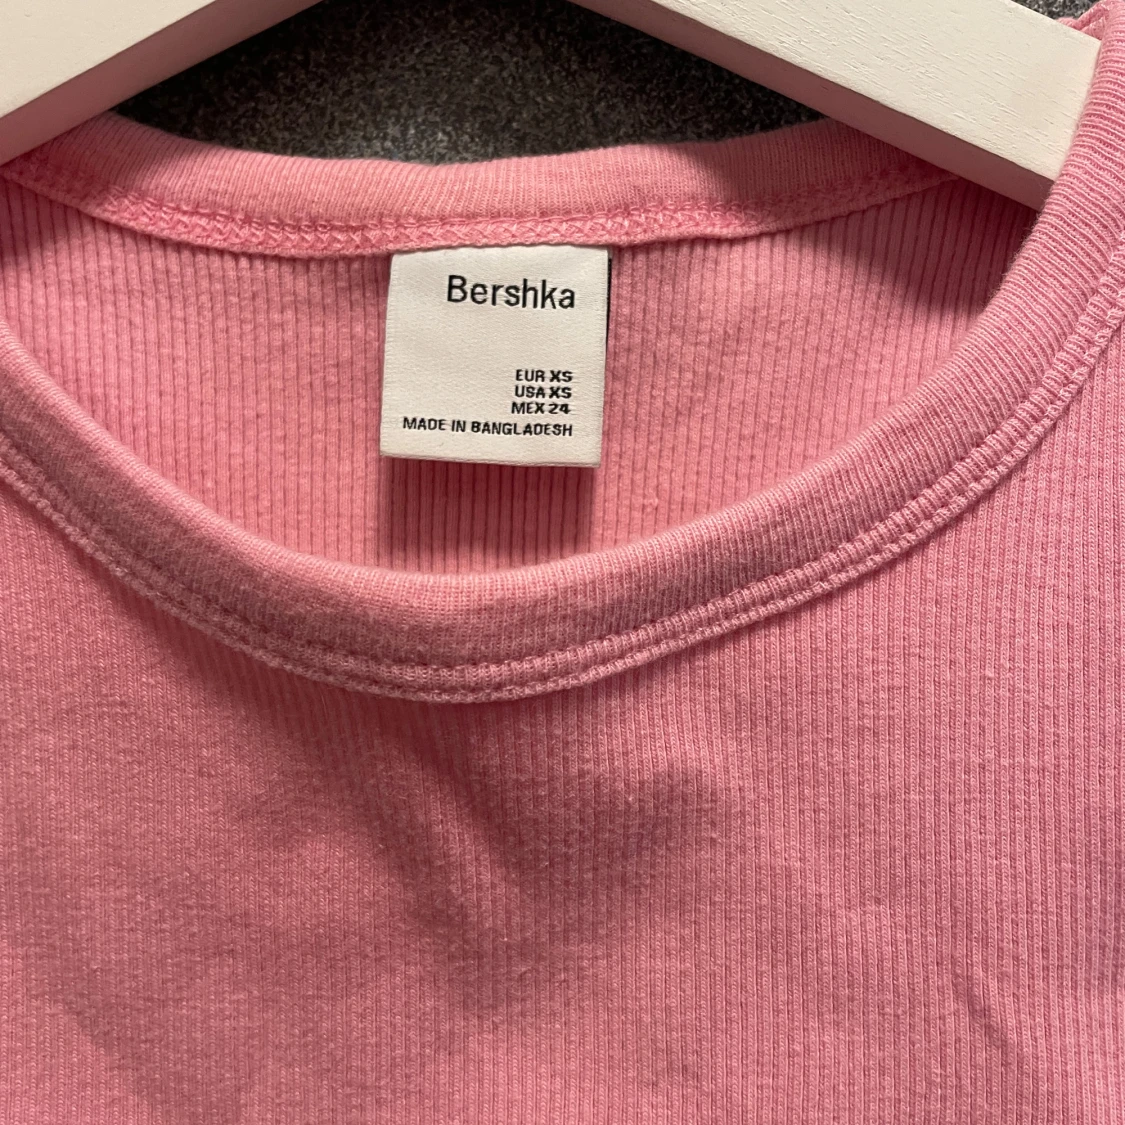 Bershka
EUR XS
USA XS
MEX 24
MADE IN BANGLADESH